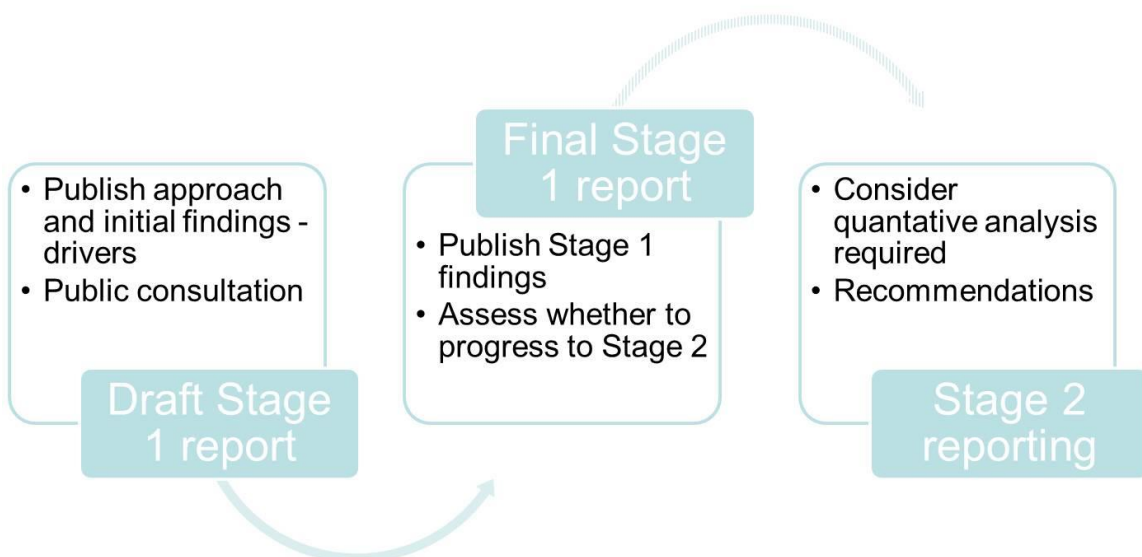 • Publish approach
and initial findings -
drivers
• Public consultation
Draft Stage
1 report
Final Stage
1 report
• Publish Stage 1
findings
• Assess whether to
progress to Stage 2
• Consider
quantative analysis
required
• Recommendations
Stage 2
reporting